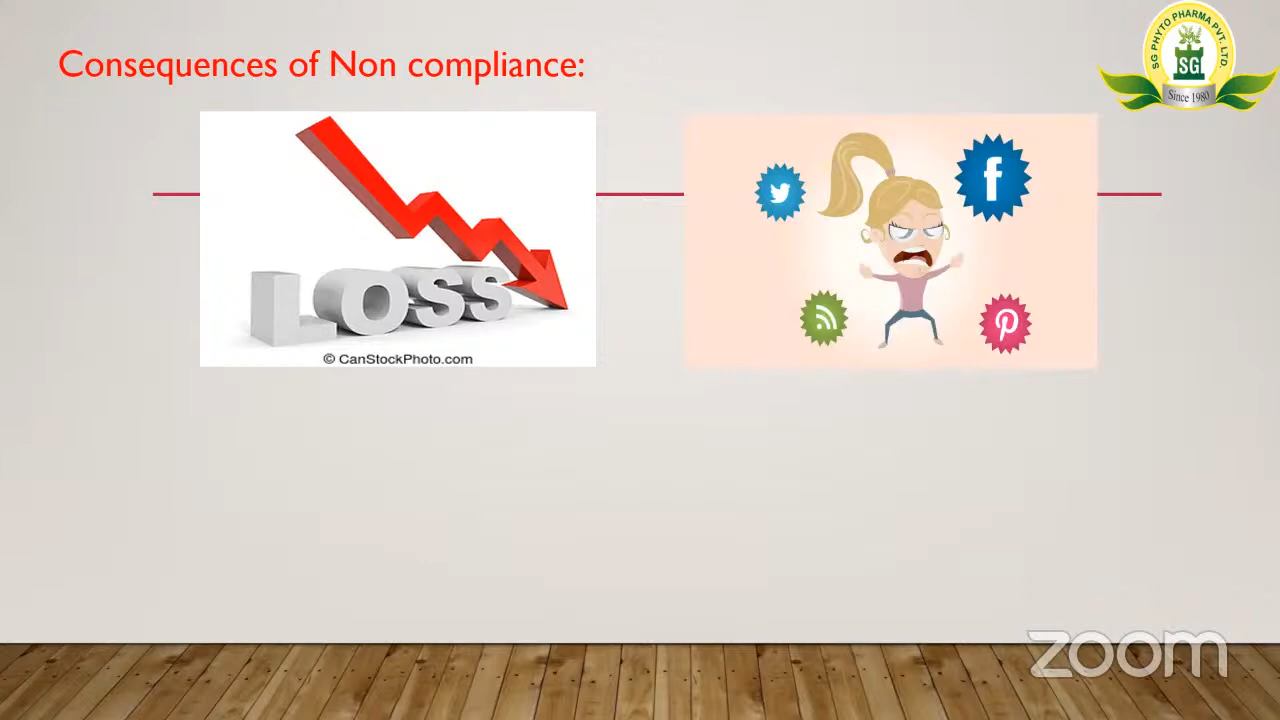 Consequences of Non compliance:
SG PHYTO PHARMA PVT. LTD.
SGI
Since 1980
LOSS
© CanStockPhoto.com
f
zoom